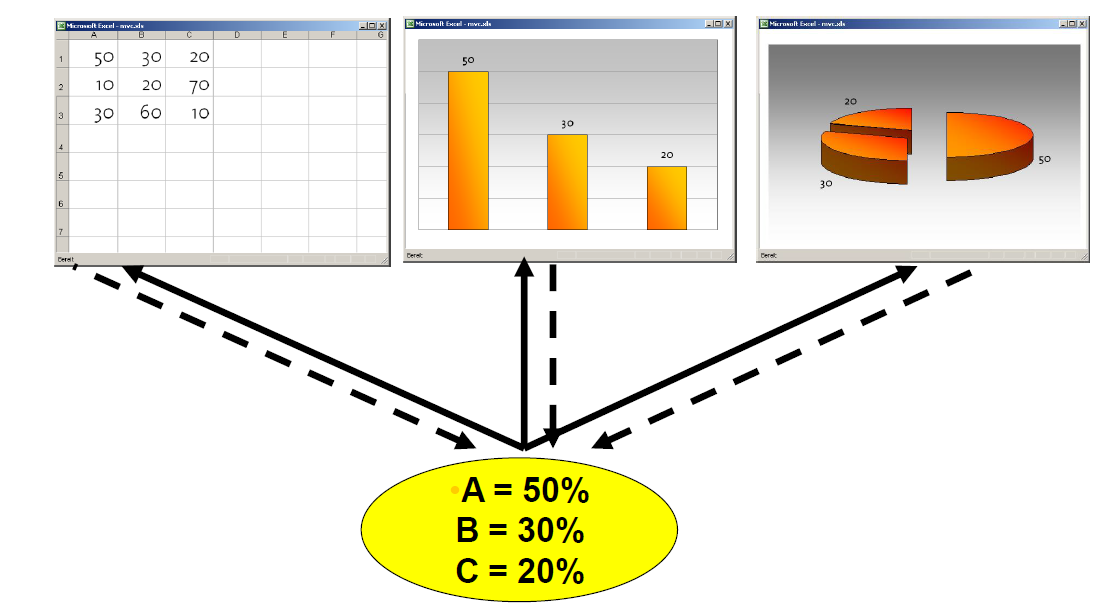 Microsoft Excel - mvc.xls
A B C D E F G
1 50 30 20
2 10 20 70
3 30 60 10
4
5
6
7
Bereit
Microsoft Excel - mvc.xls
50
30
20
Bereit
Microsoft Excel - mvc.xls
20
50
30
Bereit
•A = 50%
B = 30%
C = 20%